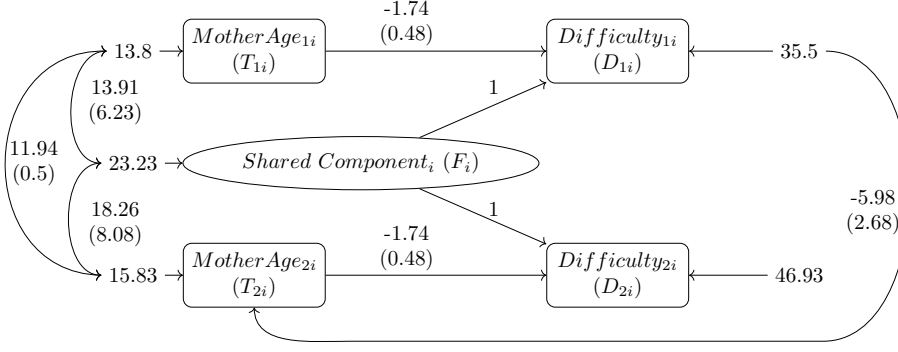 -1.74
(0.48)
13.8
MotherAge₁ᵢ
(T₁ᵢ)
Difficulty₁ᵢ
(D₁ᵢ)
35.5
13.91
(6.23)
1
11.94
(0.5)
23.23
Shared Componentᵢ (Fᵢ)
18.26
(8.08)
1
-5.98
(2.68)
-1.74
(0.48)
15.83
MotherAge₂ᵢ
(T₂ᵢ)
Difficulty₂ᵢ
(D₂ᵢ)
46.93